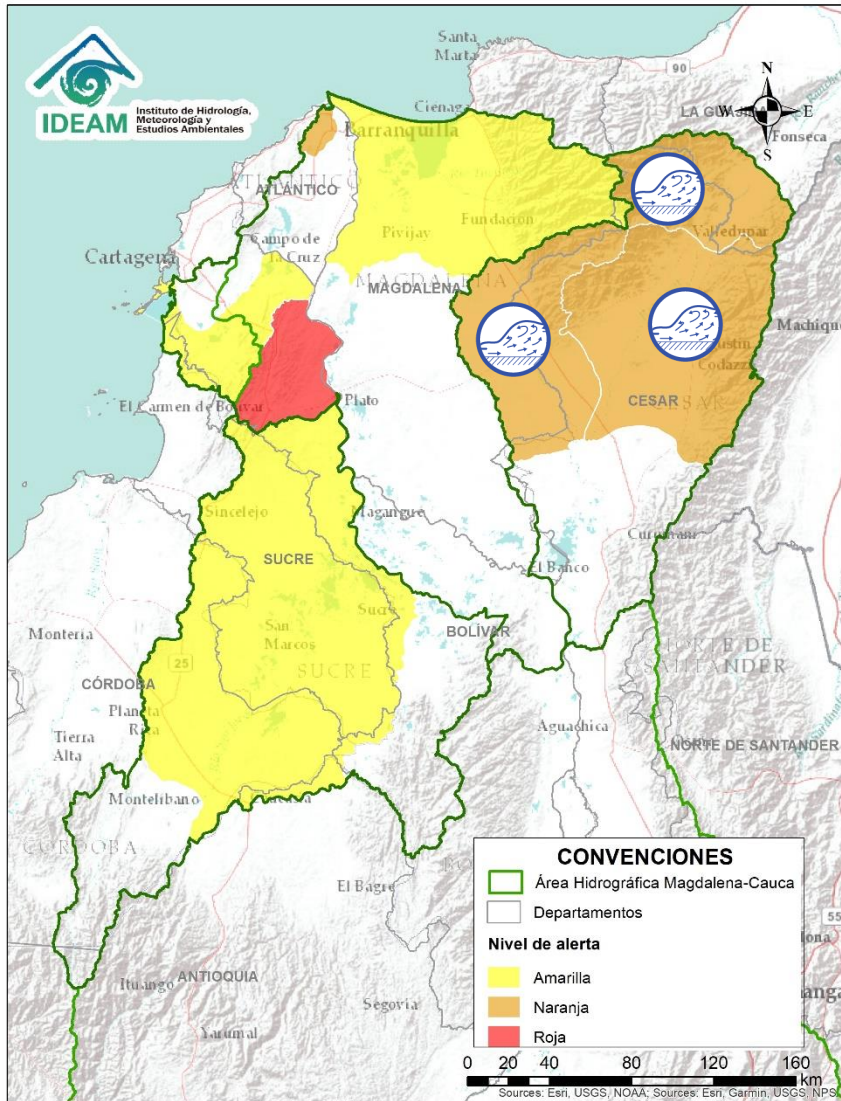 IDEAM
Instituto de Hidrología,
Meteorología y
Estudios Ambientales
Santa
Marta
90
N
W
E
S
LA GUAJIRA
Fonseca
Ciénaga
Barranquilla
ATLÁNTICO
Cartagena
Campo de
la Cruz
Pivijay
Fundación
Valledupar
MAGDALENA
MAGDALENA
Machiques
Codazzi
El Carmen de Bolívar
Plato
CESAR
CESAR
Sincelejo
Magangué
Curumaní
SUCRE
El Banco
Sucre
San
Marcos
BOLÍVAR
Montería
SUCRE
NORTE DE
SANTANDER
25
CÓRDOBA
Planeta
Rica
Aguachica
Tierra
Alta
NORTE DE SANTANDER
Montelíbano
CÓRDOBA
El Bagre
Ituango
ANTIOQUIA
Segovia
Yarumal
55
CONVENCIONES
Área Hidrográfica Magdalena-Cauca
Departamentos
Nivel de alerta
Amarilla
Naranja
Roja
0 20 40 80 120 160
km
Sources: Esri, USGS, NOAA; Sources: Esri, Garmin, USGS, NPS